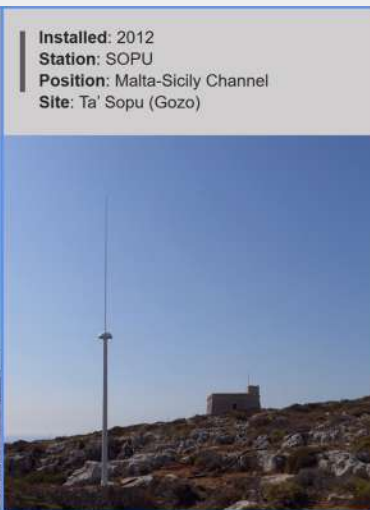 Installed: 2012
Station: SOPU
Position: Malta-Sicily Channel
Site: Ta' Sopu (Gozo)